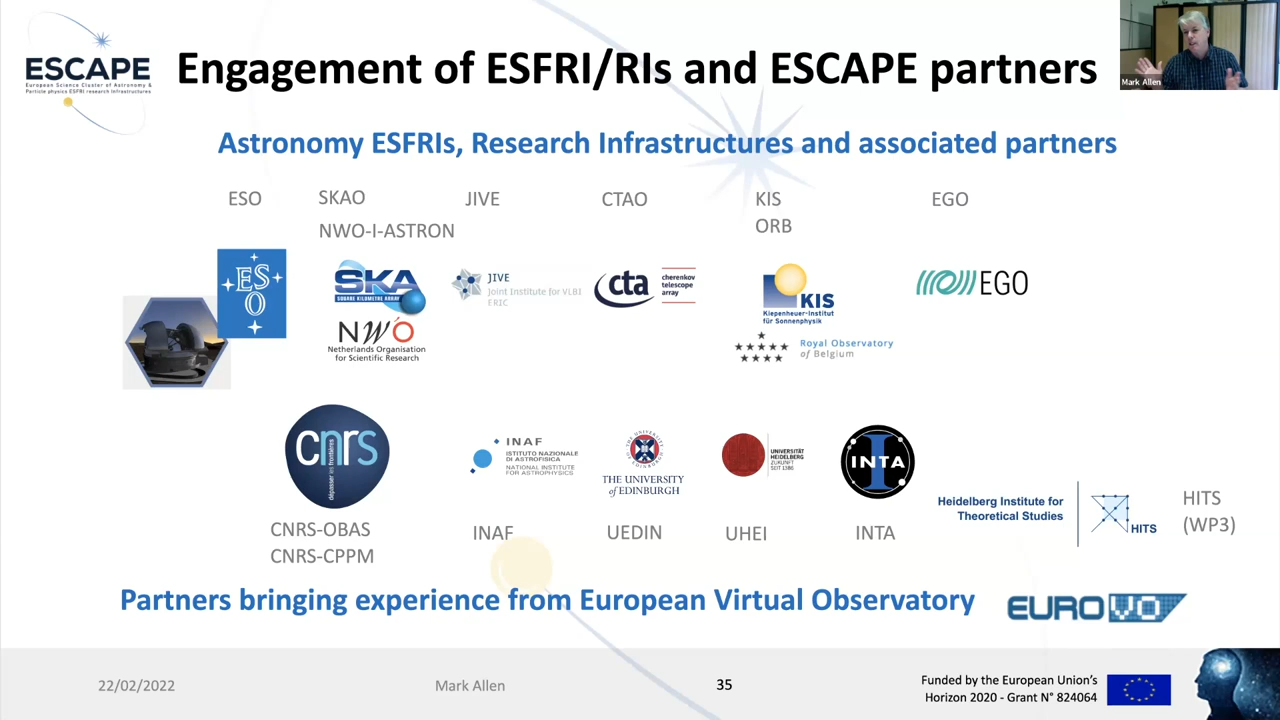 ESCAPE
European Science Cluster of Astronomy &
Particle physics ESFRI research Infrastructures
Engagement of ESFRI/RIs and ESCAPE partners
Mark Allen
Astronomy ESFRIs, Research Infrastructures and associated partners
ESO
SKAO
NWO-I-ASTRON
JIVE
CTAO
KIS
ORB
EGO
ES
O
SKA
SQUARE KILOMETRE ARRAY
NWO
Netherlands Organisation
for Scientific Research
JIVE
Joint Institute for VLBI
ERIC
cta
cherenkov
telescope
array
KIS
Kiepenheuer-Institut
für Sonnenphysik
Royal Observatory
of Belgium
EGO
cnrs
dépasser les frontières
INAF
ISTITUTO NAZIONALE
DI ASTROFISICA
NATIONAL INSTITUTE
FOR ASTROPHYSICS
THE UNIVERSITY
of EDINBURGH
UNIVERSITÄT
HEIDELBERG
ZUKUNFT
SEIT 1386
INTA
Heidelberg Institute for
Theoretical Studies
HITS
HITS
(WP3)
CNRS-OBAS
CNRS-CPPM
INAF
UEDIN
UHEI
INTA
Partners bringing experience from European Virtual Observatory
EUROVO
22/02/2022
Mark Allen
35
Funded by the European Union's
Horizon 2020 - Grant N° 824064